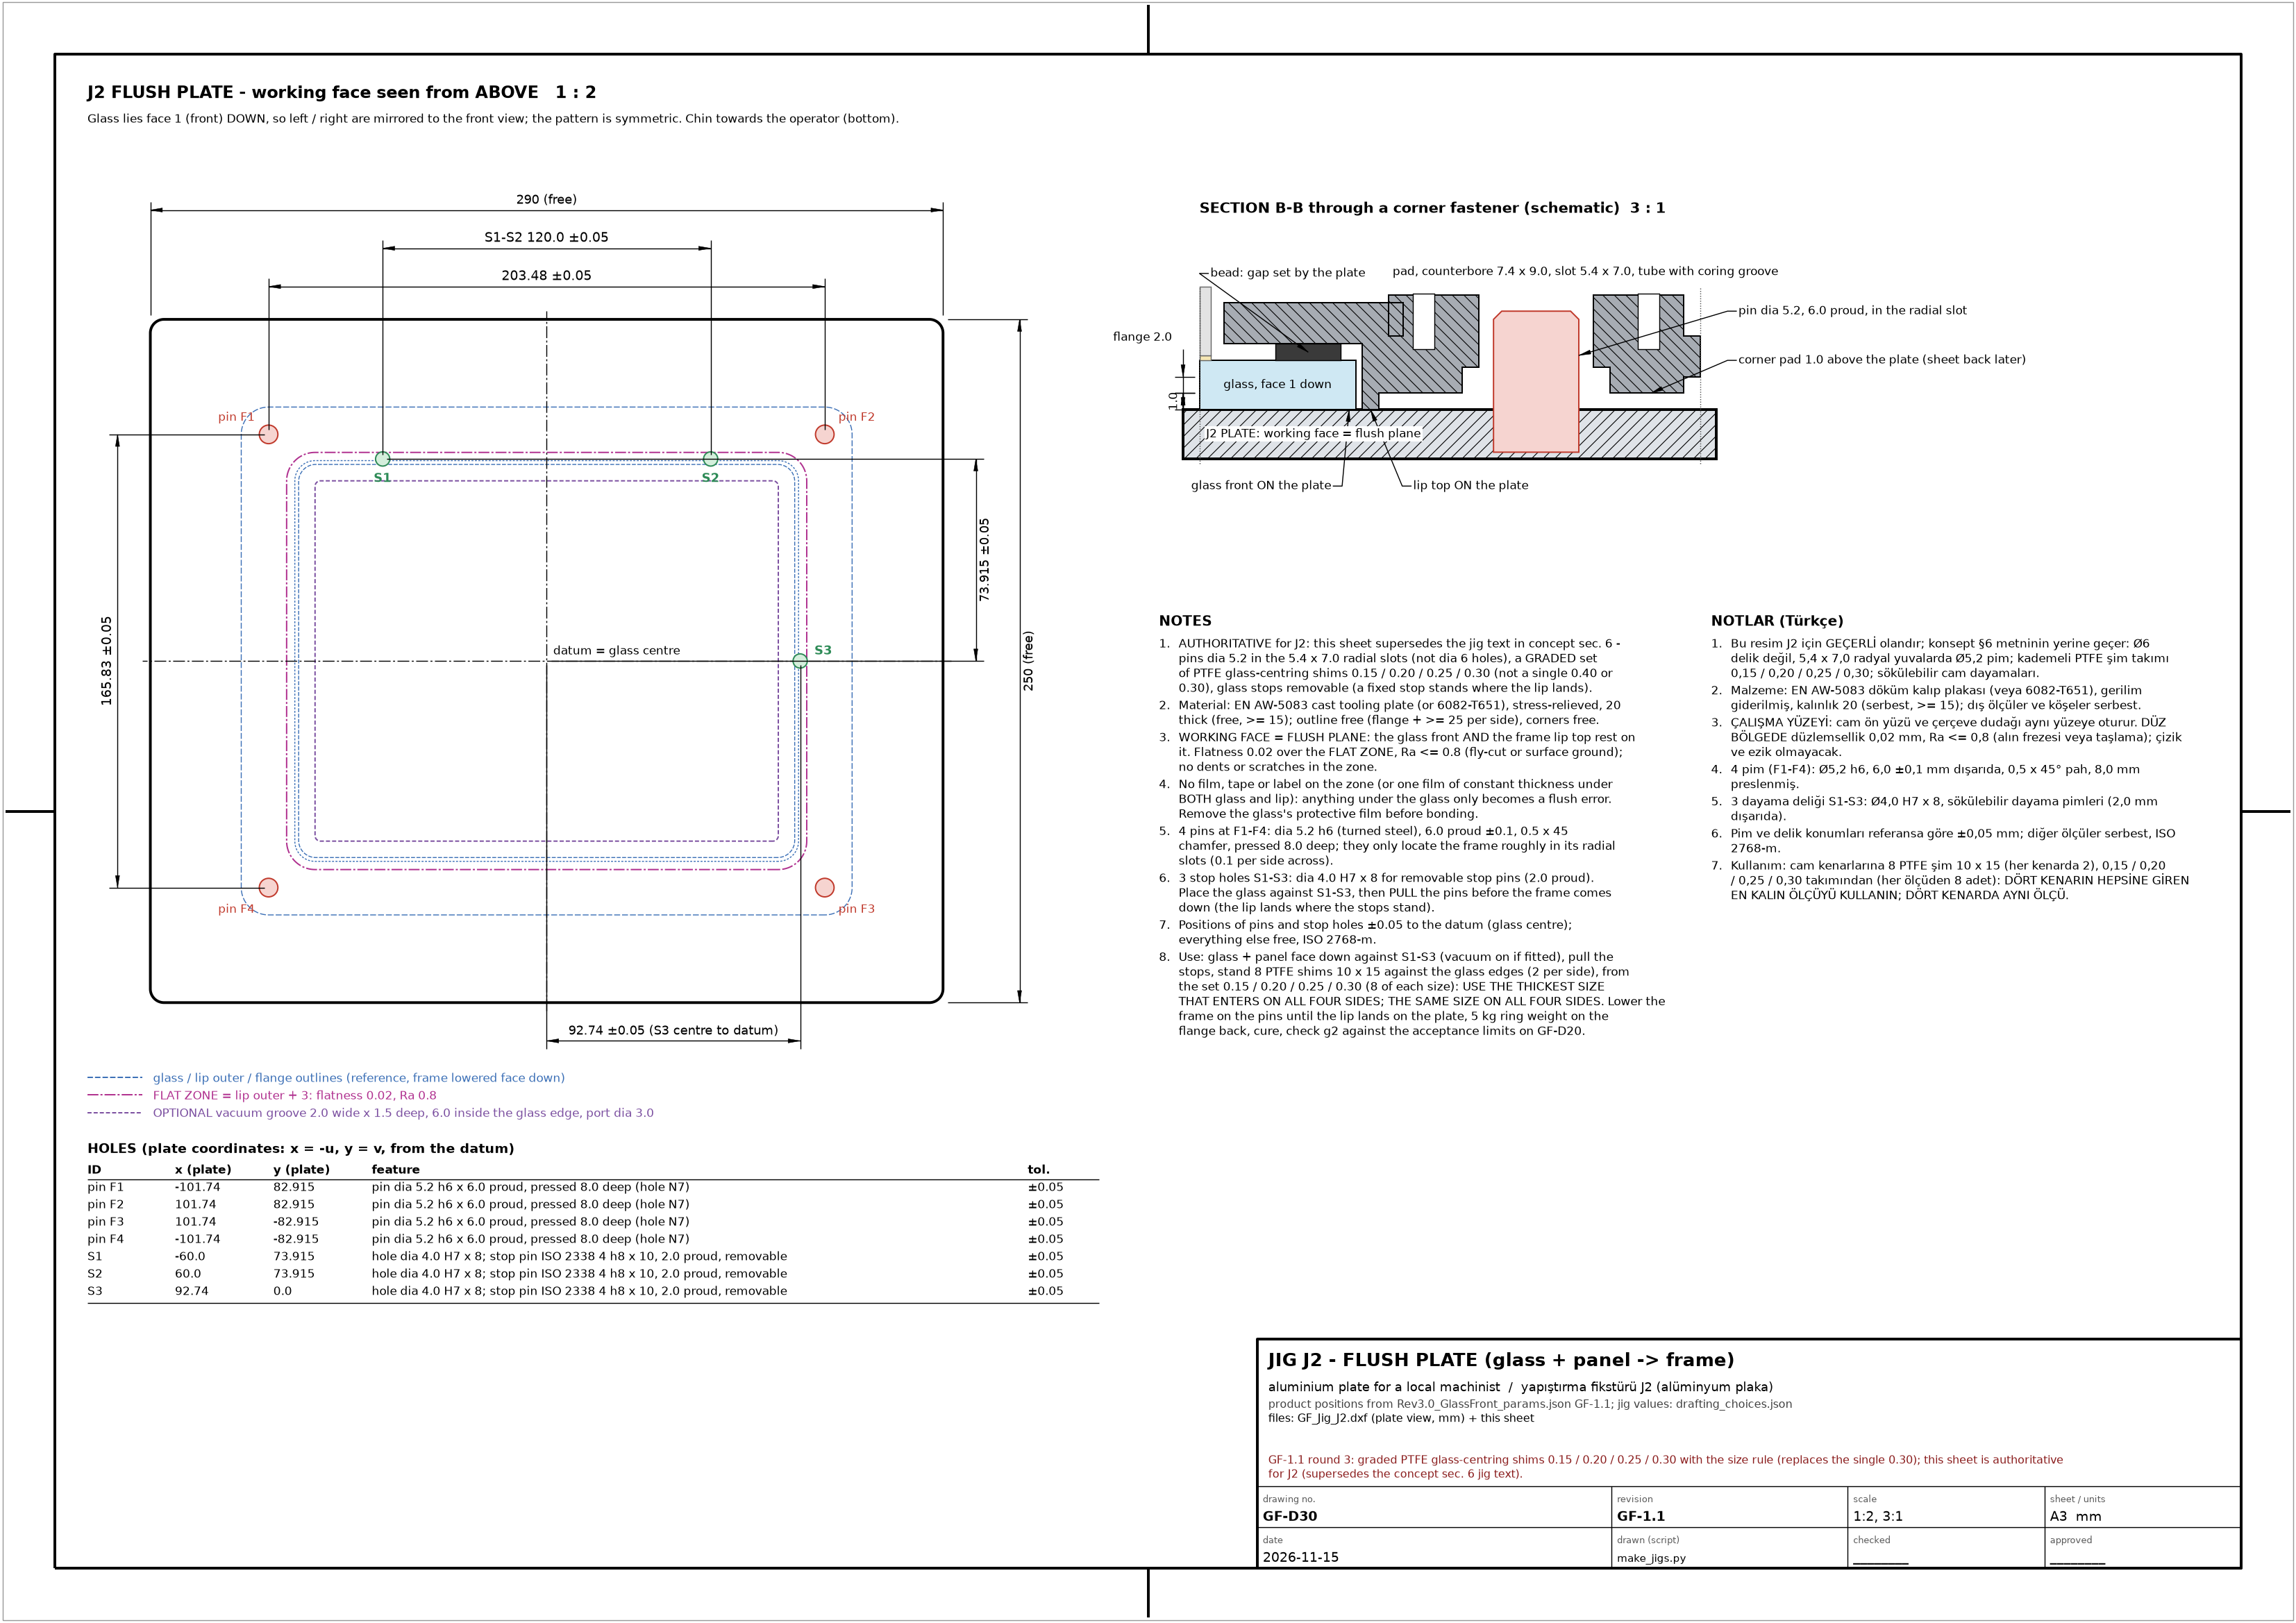 J2 FLUSH PLATE - working face seen from ABOVE   1 : 2
Glass lies face 1 (front) DOWN, so left / right are mirrored to the front view; the pattern is symmetric. Chin towards the operator (bottom).
290 (free)
S1-S2 120.0 ±0.05
203.48 ±0.05
pin F1
pin F2
S1
S2
73.915 ±0.05
165.83 ±0.05
250 (free)
datum = glass centre
S3
pin F4
pin F3
92.74 ±0.05 (S3 centre to datum)
glass / lip outer / flange outlines (reference, frame lowered face down)
FLAT ZONE = lip outer + 3: flatness 0.02, Ra 0.8
OPTIONAL vacuum groove 2.0 wide x 1.5 deep, 6.0 inside the glass edge, port dia 3.0
HOLES (plate coordinates: x = -u, y = v, from the datum)
ID x (plate) y (plate) feature tol.
pin F1 -101.74 82.915 pin dia 5.2 h6 x 6.0 proud, pressed 8.0 deep (hole N7) ±0.05
pin F2 101.74 82.915 pin dia 5.2 h6 x 6.0 proud, pressed 8.0 deep (hole N7) ±0.05
pin F3 101.74 -82.915 pin dia 5.2 h6 x 6.0 proud, pressed 8.0 deep (hole N7) ±0.05
pin F4 -101.74 -82.915 pin dia 5.2 h6 x 6.0 proud, pressed 8.0 deep (hole N7) ±0.05
S1 -60.0 73.915 hole dia 4.0 H7 x 8; stop pin ISO 2338 4 h8 x 10, 2.0 proud, removable ±0.05
S2 60.0 73.915 hole dia 4.0 H7 x 8; stop pin ISO 2338 4 h8 x 10, 2.0 proud, removable ±0.05
S3 92.74 0.0 hole dia 4.0 H7 x 8; stop pin ISO 2338 4 h8 x 10, 2.0 proud, removable ±0.05
SECTION B-B through a corner fastener (schematic)  3 : 1
bead: gap set by the plate
pad, counterbore 7.4 x 9.0, slot 5.4 x 7.0, tube with coring groove
pin dia 5.2, 6.0 proud, in the radial slot
flange 2.0
corner pad 1.0 above the plate (sheet back later)
glass, face 1 down
1.0
J2 PLATE: working face = flush plane
glass front ON the plate
lip top ON the plate
NOTES
1. AUTHORITATIVE for J2: this sheet supersedes the jig text in concept sec. 6 -
pins dia 5.2 in the 5.4 x 7.0 radial slots (not dia 6 holes), a GRADED set
of PTFE glass-centring shims 0.15 / 0.20 / 0.25 / 0.30 (not a single 0.40 or
0.30), glass stops removable (a fixed stop stands where the lip lands).
2. Material: EN AW-5083 cast tooling plate (or 6082-T651), stress-relieved, 20
thick (free, >= 15); outline free (flange + >= 25 per side), corners free.
3. WORKING FACE = FLUSH PLANE: the glass front AND the frame lip top rest on
it. Flatness 0.02 over the FLAT ZONE, Ra <= 0.8 (fly-cut or surface ground);
no dents or scratches in the zone.
4. No film, tape or label on the zone (or one film of constant thickness under
BOTH glass and lip): anything under the glass only becomes a flush error.
Remove the glass's protective film before bonding.
5. 4 pins at F1-F4: dia 5.2 h6 (turned steel), 6.0 proud ±0.1, 0.5 x 45
chamfer, pressed 8.0 deep; they only locate the frame roughly in its radial
slots (0.1 per side across).
6. 3 stop holes S1-S3: dia 4.0 H7 x 8 for removable stop pins (2.0 proud).
Place the glass against S1-S3, then PULL the pins before the frame comes
down (the lip lands where the stops stand).
7. Positions of pins and stop holes ±0.05 to the datum (glass centre);
everything else free, ISO 2768-m.
8. Use: glass + panel face down against S1-S3 (vacuum on if fitted), pull the
stops, stand 8 PTFE shims 10 x 15 against the glass edges (2 per side), from
the set 0.15 / 0.20 / 0.25 / 0.30 (8 of each size): USE THE THICKEST SIZE
THAT ENTERS ON ALL FOUR SIDES; THE SAME SIZE ON ALL FOUR SIDES. Lower the
frame on the pins until the lip lands on the plate, 5 kg ring weight on the
flange back, cure, check g2 against the acceptance limits on GF-D20.
NOTLAR (Türkçe)
1. Bu resim J2 için GEÇERLİ olandır; konsept §6 metninin yerine geçer: Ø6
delik değil, 5,4 x 7,0 radyal yuvalarda Ø5,2 pim; kademeli PTFE şim takımı
0,15 / 0,20 / 0,25 / 0,30; sökülebilir cam dayamaları.
2. Malzeme: EN AW-5083 döküm kalıp plakası (veya 6082-T651), gerilim
giderilmiş, kalınlık 20 (serbest, >= 15); dış ölçüler ve köşeler serbest.
3. ÇALIŞMA YÜZEYİ: cam ön yüzü ve çerçeve dudağı aynı yüzeye oturur. DÜZ
BÖLGEDE düzlemsellik 0,02 mm, Ra <= 0,8 (alın frezesi veya taşlama); çizik
ve ezik olmayacak.
4. 4 pim (F1-F4): Ø5,2 h6, 6,0 ±0,1 mm dışarıda, 0,5 x 45° pah, 8,0 mm
preslenmiş.
5. 3 dayama deliği S1-S3: Ø4,0 H7 x 8, sökülebilir dayama pimleri (2,0 mm
dışarıda).
6. Pim ve delik konumları referansa göre ±0,05 mm; diğer ölçüler serbest, ISO
2768-m.
7. Kullanım: cam kenarlarına 8 PTFE şim 10 x 15 (her kenarda 2), 0,15 / 0,20
/ 0,25 / 0,30 takımından (her ölçüden 8 adet): DÖRT KENARIN HEPSİNE GİREN
EN KALIN ÖLÇÜYÜ KULLANIN; DÖRT KENARDA AYNI ÖLÇÜ.
JIG J2 - FLUSH PLATE (glass + panel -> frame)
aluminium plate for a local machinist  /  yapıştırma fikstürü J2 (alüminyum plaka)
product positions from Rev3.0_GlassFront_params.json GF-1.1; jig values: drafting_choices.json
files: GF_Jig_J2.dxf (plate view, mm) + this sheet
GF-1.1 round 3: graded PTFE glass-centring shims 0.15 / 0.20 / 0.25 / 0.30 with the size rule (replaces the single 0.30); this sheet is authoritative
for J2 (supersedes the concept sec. 6 jig text).
drawing no. revision scale sheet / units
GF-D30 GF-1.1 1:2, 3:1 A3  mm
date drawn (script) checked approved
2026-11-15 make_jigs.py ________ ________